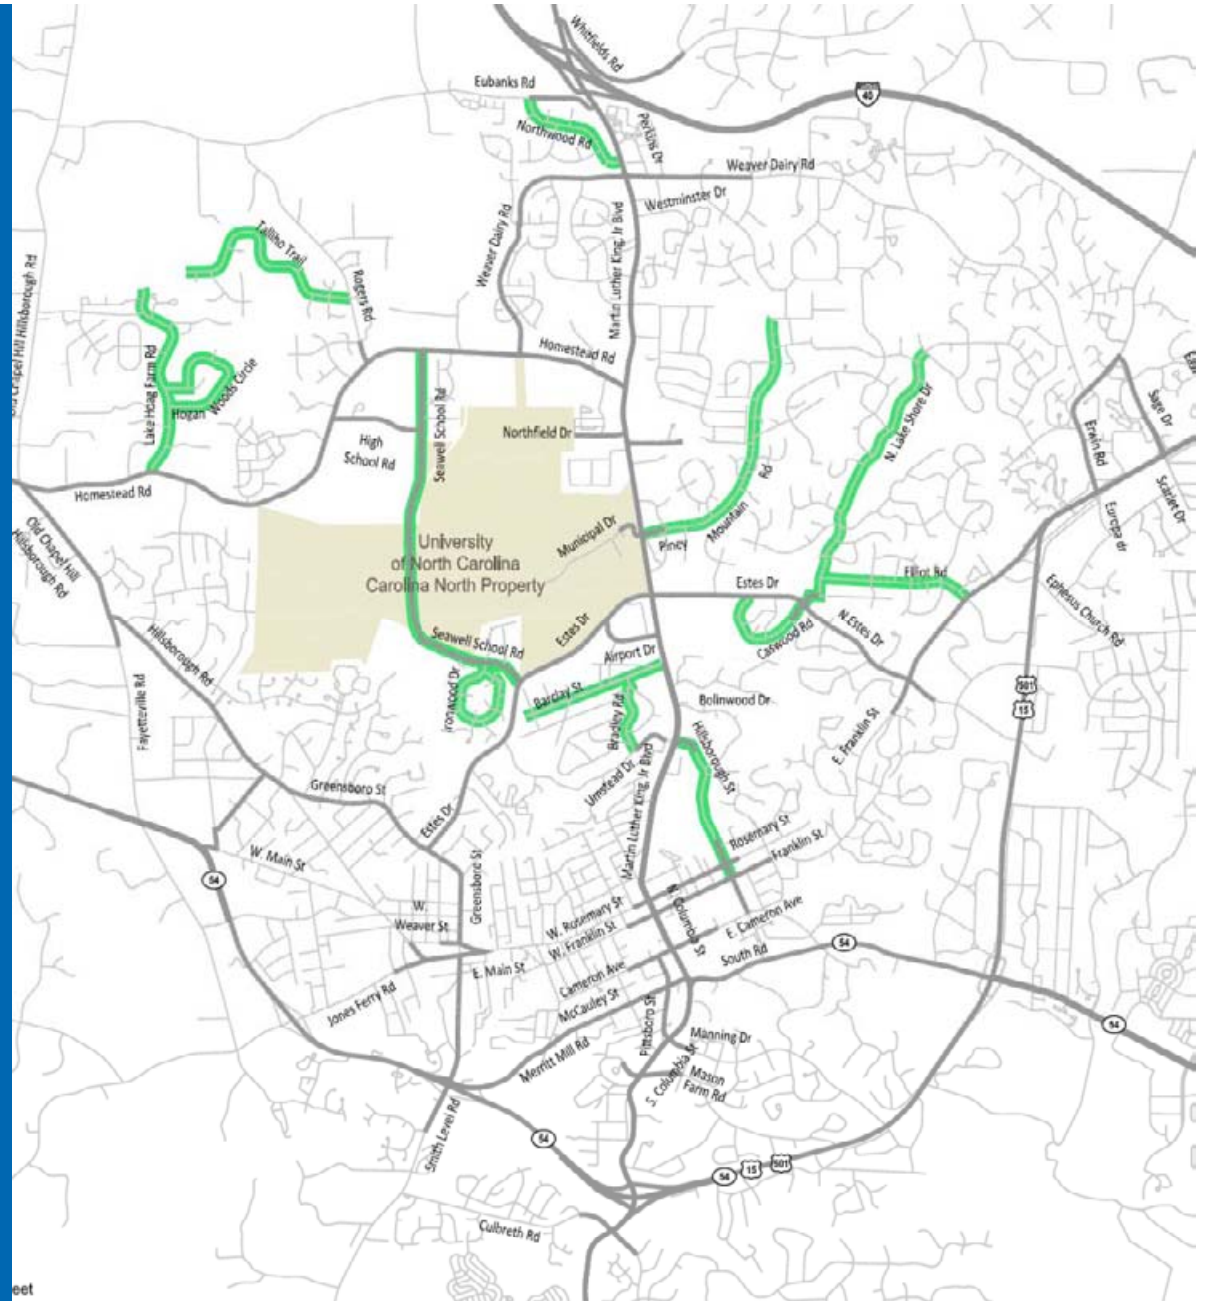 Whitfields Rd
Eubanks Rd
40
Northwood Rd
Perkins Dr
Weaver Dairy Rd
Westminster Dr
Talliho Trail
Weaver Dairy Rd
Martin Luther King, Jr Blvd
Rogers Rd
Chapel Hill Hillsborough Rd
Homestead Rd
Lake Hoag Farm Rd
Hogan Woods Circle
Seawell School Rd
N. Lake Shore Dr
Sage Dr
Erwin Rd
Northfield Dr
High
School Rd
Homestead Rd
Piney Mountain Rd
Scarlet Dr
Europa dr
Municipal Dr
Old Chapel Hill
Hillsborough Rd
University
of North Carolina
Carolina North Property
Estes Dr
Elliot Rd
Ephesus Church Rd
N Estes Dr
Caswood Rd
Estes Dr
Seawell School Rd
Airport Dr
Hillsborough Rd
Fayetteville Rd
Ironwood Dr
Barclay St
Bradley Rd
Bolinwood Dr
501
15
Hillsborough St
E. Franklin St
Umstead Dr
Martin Luther King, Jr Blvd
Greensboro St
Estes Dr
Rosemary St
Franklin St
W. Main St
54
Greensboro St
W.
Weaver St
W. Rosemary St
W. Franklin St
N. Columbia St
E. Cameron Ave
South Rd
54
E. Main St
Cameron Ave
McCauley St
Jones Ferry Rd
Pittsboro St
Manning Dr
54
Merritt Mill Rd
S. Columbia St
Mason
Farm Rd
Smith Level Rd
54
54
15
501
Culbreth Rd
eet